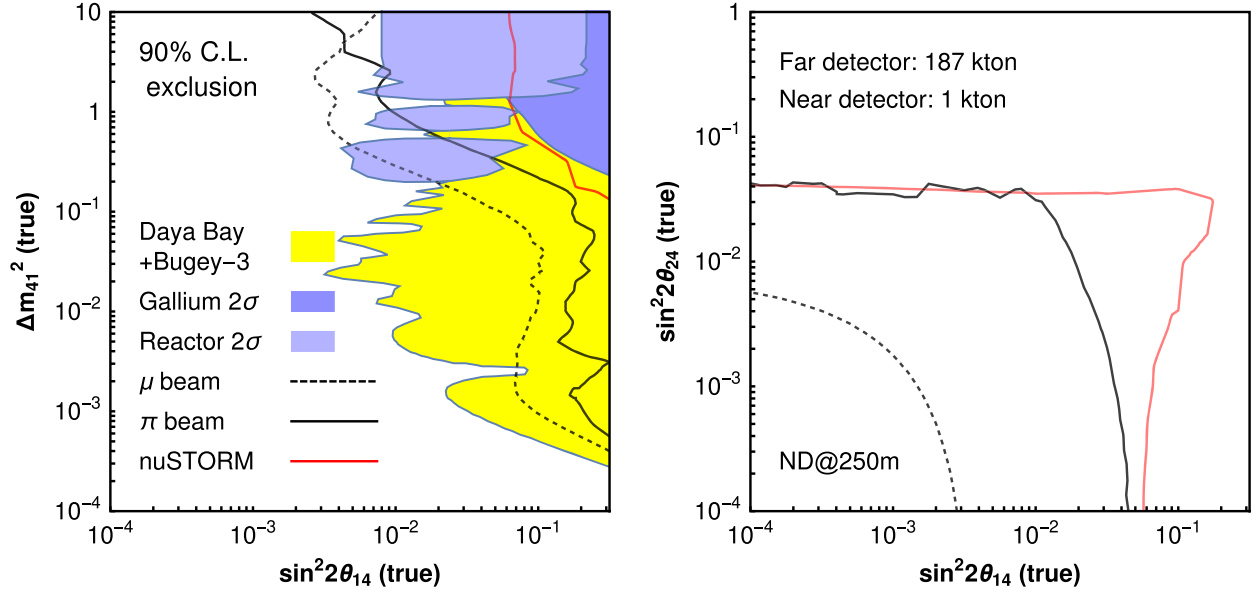 10
1
10⁻¹
10⁻²
10⁻³
10⁻⁴
Δm₄₁² (true)
90% C.L.
exclusion
Daya Bay
+Bugey−3
Gallium 2σ
Reactor 2σ
μ beam
π beam
nuSTORM
10⁻⁴
10⁻³
10⁻²
10⁻¹
sin²2θ₁₄ (true)
1
10⁻¹
10⁻²
10⁻³
10⁻⁴
sin²2θ₂₄ (true)
Far detector: 187 kton
Near detector: 1 kton
ND@250m
10⁻⁴
10⁻³
10⁻²
10⁻¹
sin²2θ₁₄ (true)